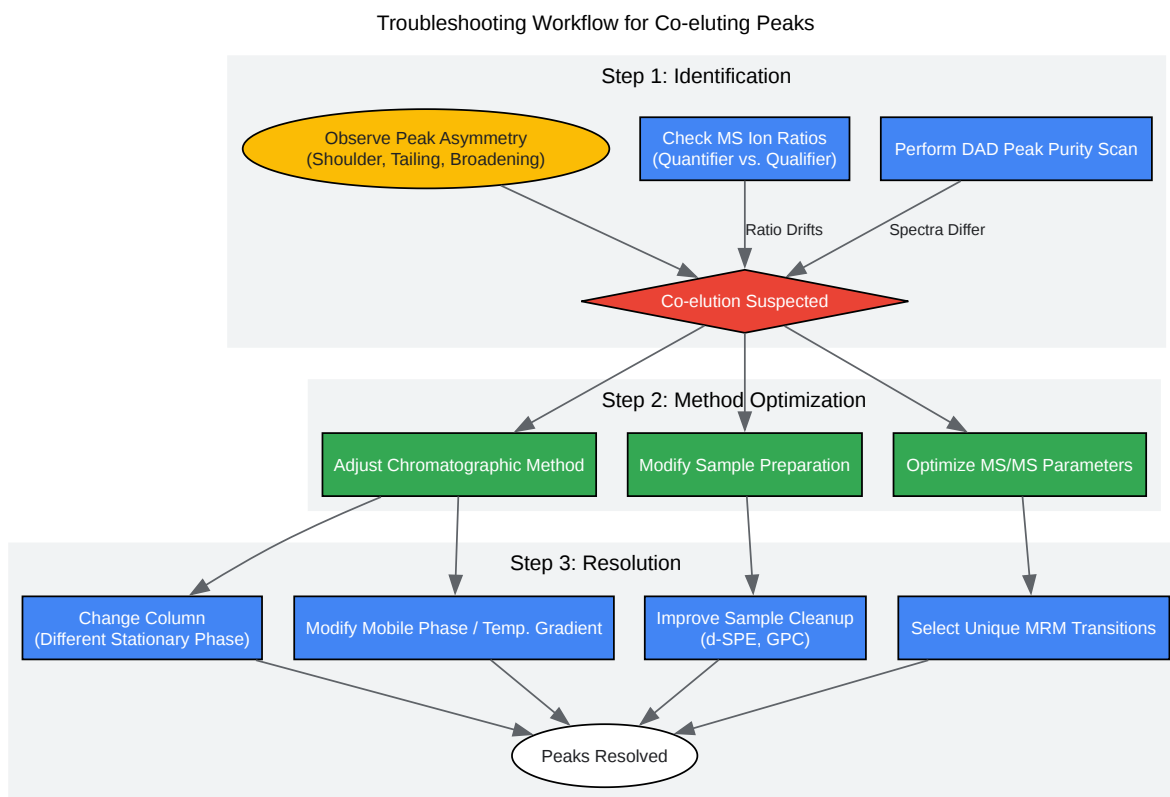 Troubleshooting Workflow for Co-eluting Peaks
Step 1: Identification
Observe Peak Asymmetry
(Shoulder, Tailing, Broadening)
Check MS Ion Ratios
(Quantifier vs. Qualifier)
Perform DAD Peak Purity Scan
Ratio Drifts
Spectra Differ
Co-elution Suspected
Step 2: Method Optimization
Adjust Chromatographic Method
Modify Sample Preparation
Optimize MS/MS Parameters
Step 3: Resolution
Change Column
(Different Stationary Phase)
Modify Mobile Phase / Temp. Gradient
Improve Sample Cleanup
(d-SPE, GPC)
Select Unique MRM Transitions
Peaks Resolved